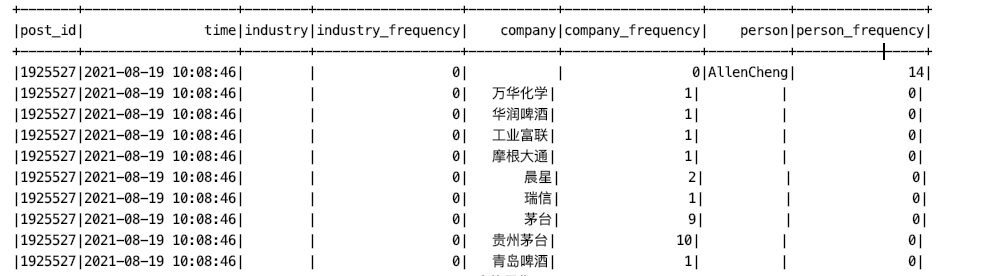 |post_id| time|industry|industry_frequency| company|company_frequency| person|person_frequency|
|1925527|2021-08-19 10:08:46| | 0| | 0|AllenCheng| 14|
|1925527|2021-08-19 10:08:46| | 0| 万华化学| 1| | 0|
|1925527|2021-08-19 10:08:46| | 0| 华润啤酒| 1| | 0|
|1925527|2021-08-19 10:08:46| | 0| 工业富联| 1| | 0|
|1925527|2021-08-19 10:08:46| | 0| 摩根大通| 1| | 0|
|1925527|2021-08-19 10:08:46| | 0| 晨星| 2| | 0|
|1925527|2021-08-19 10:08:46| | 0| 瑞信| 1| | 0|
|1925527|2021-08-19 10:08:46| | 0| 茅台| 9| | 0|
|1925527|2021-08-19 10:08:46| | 0| 贵州茅台| 10| | 0|
|1925527|2021-08-19 10:08:46| | 0| 青岛啤酒| 1| | 0|